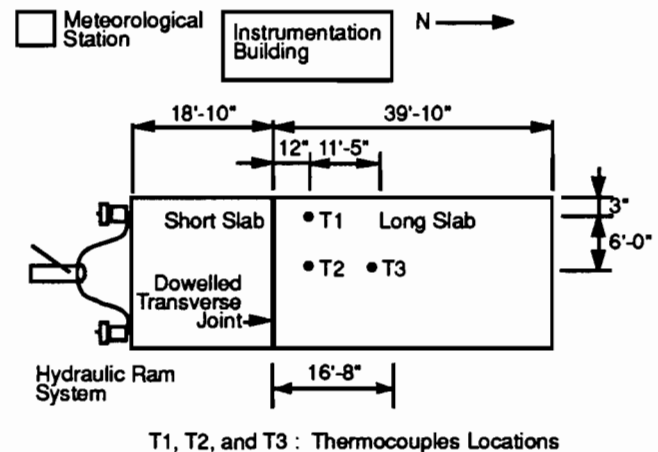 Meteorological
Station
Instrumentation
Building
N
18'-10"
39'-10"
12"
11'-5"
3"
6'-0"
Short Slab
T1
Long Slab
T2
T3
Dowelled
Transverse
Joint
Hydraulic Ram
System
16'-8"
T1, T2, and T3 : Thermocouples Locations